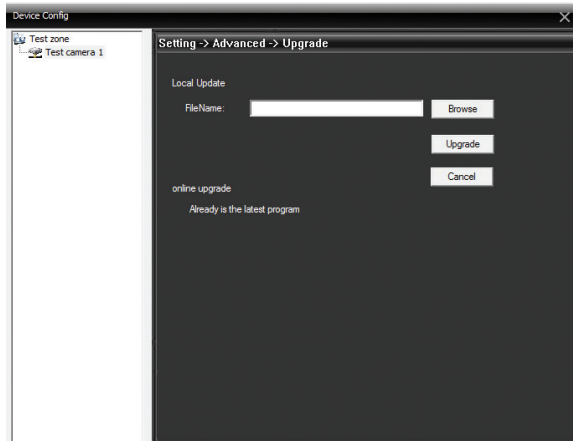 Device Config
Test zone
Test camera 1
Setting -> Advanced -> Upgrade
Local Update
FileName:
Browse
Upgrade
Cancel
online upgrade
Already is the latest program